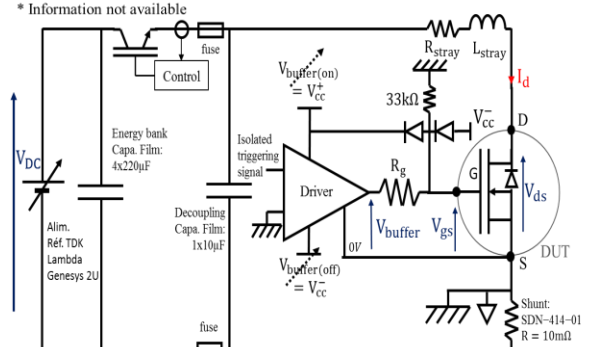 * Information not available
fuse
Control
R_stray
L_stray
I_d
V_buffer(on)
= V_cc^+
33kΩ
V_cc^-
D
V_DC
Energy bank
Capa. Film:
4x220µF
Isolated
triggering
signal
Driver
R_g
G
V_ds
Alim.
Réf. TDK
Lambda
Genesys 2U
Decoupling
Capa. Film:
1x10µF
0V
V_buffer
V_gs
DUT
S
V_buffer(off)
= V_cc^-
Shunt:
SDN-414-01
R = 10mΩ
fuse